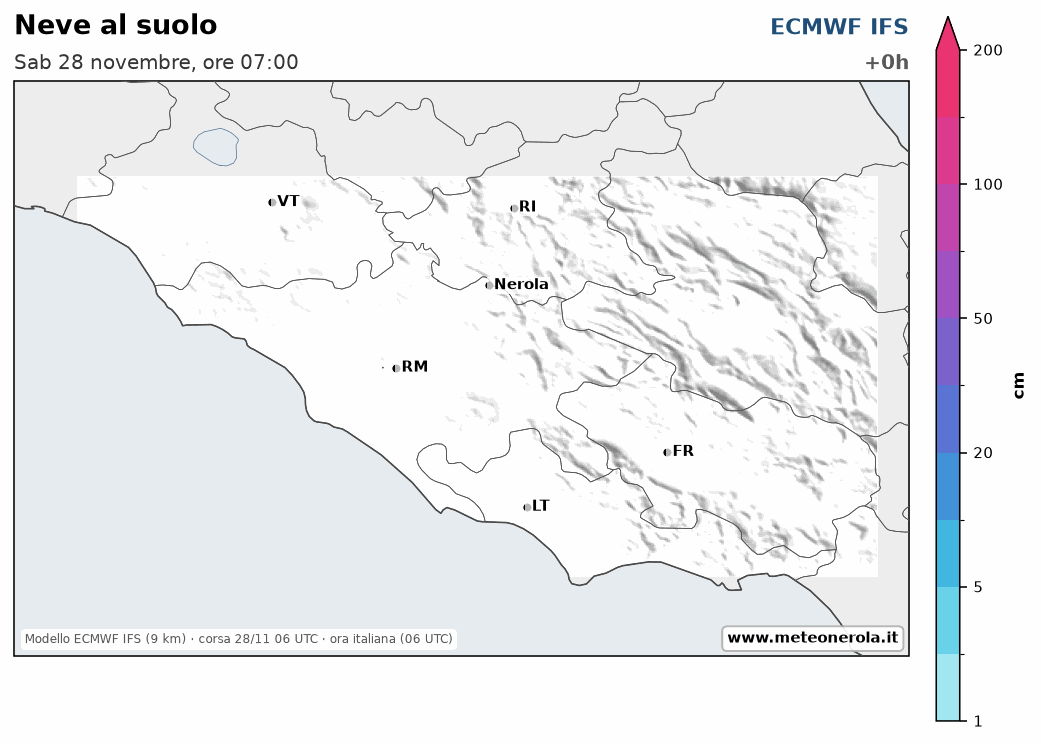 Neve al suolo
ECMWF IFS
Sab 28 novembre, ore 07:00
+0h
200
100
50
20
5
1
cm
VT
RI
Nerola
RM
FR
LT
Modello ECMWF IFS (9 km) · corsa 28/11 06 UTC · ora italiana (06 UTC)
www.meteonerola.it